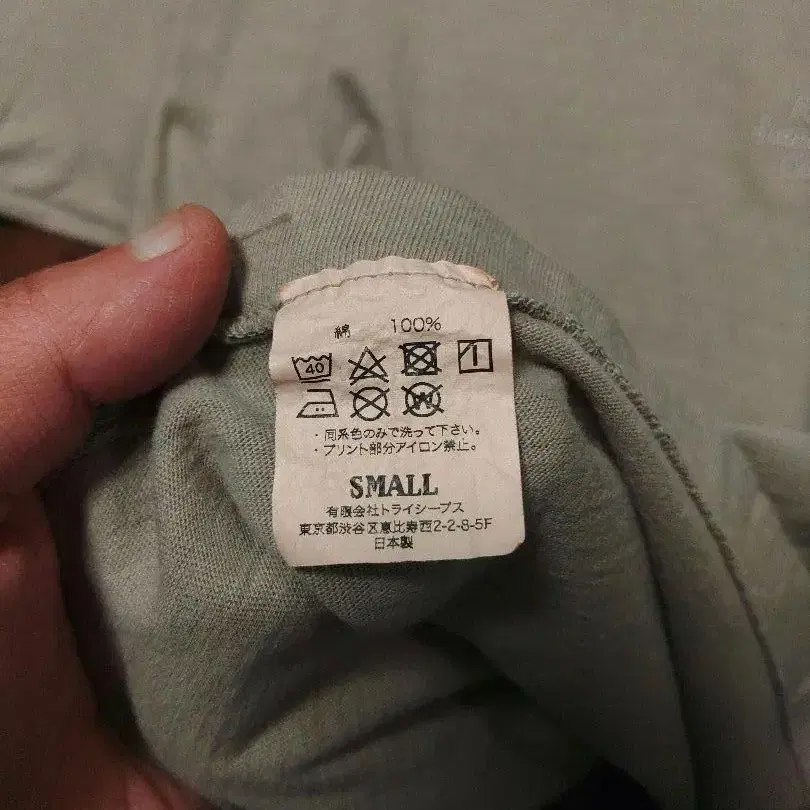 綿 100%
40
W
・同系色のみで洗って下さい。
・プリント部分アイロン禁止。
SMALL
有限会社トライシープス
東京都渋谷区恵比寿西2-2-8-5F
日本製